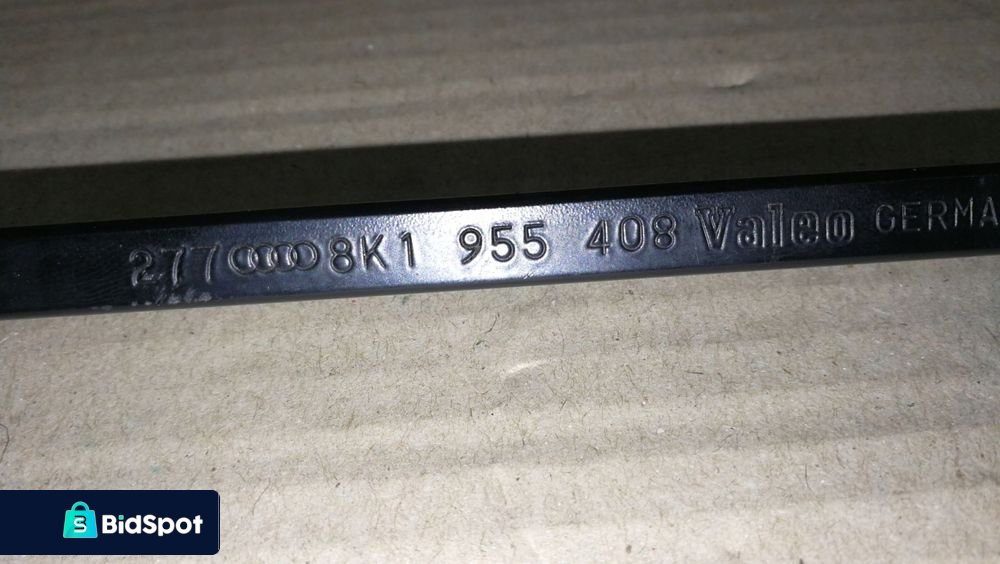 277 8K1 955 408 Valeo GERMA
BidSpot